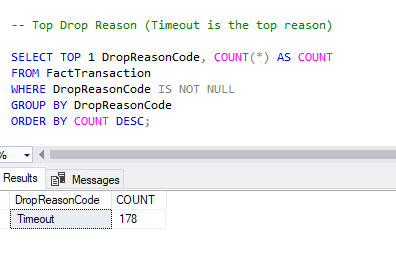 -- Top Drop Reason (Timeout is the top reason)
SELECT TOP 1 DropReasonCode, COUNT(*) AS COUNT
FROM FactTransaction
WHERE DropReasonCode IS NOT NULL
GROUP BY DropReasonCode
ORDER BY COUNT DESC;
%
Results Messages
DropReasonCode COUNT
Timeout 178